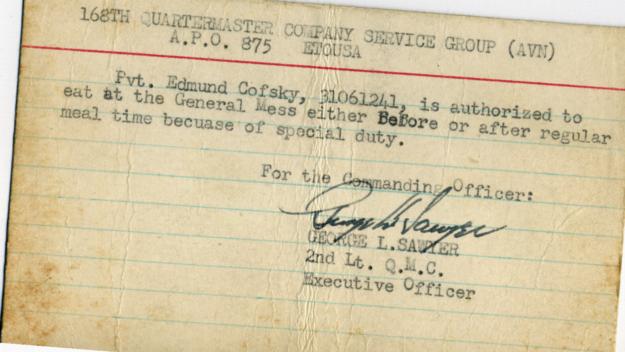 168TH QUARTERMASTER COMPANY SERVICE GROUP (AVN)
A.P.O. 875 ETOUSA
Pvt. Edmund Cofsky, 31061241, is authorized to
eat at the General Mess either Before or after regular
meal time becuase of special duty.
For the Commanding Officer:
George L Sawyer
GEORGE L.SAWYER
2nd Lt. Q.M.C.
Executive Officer